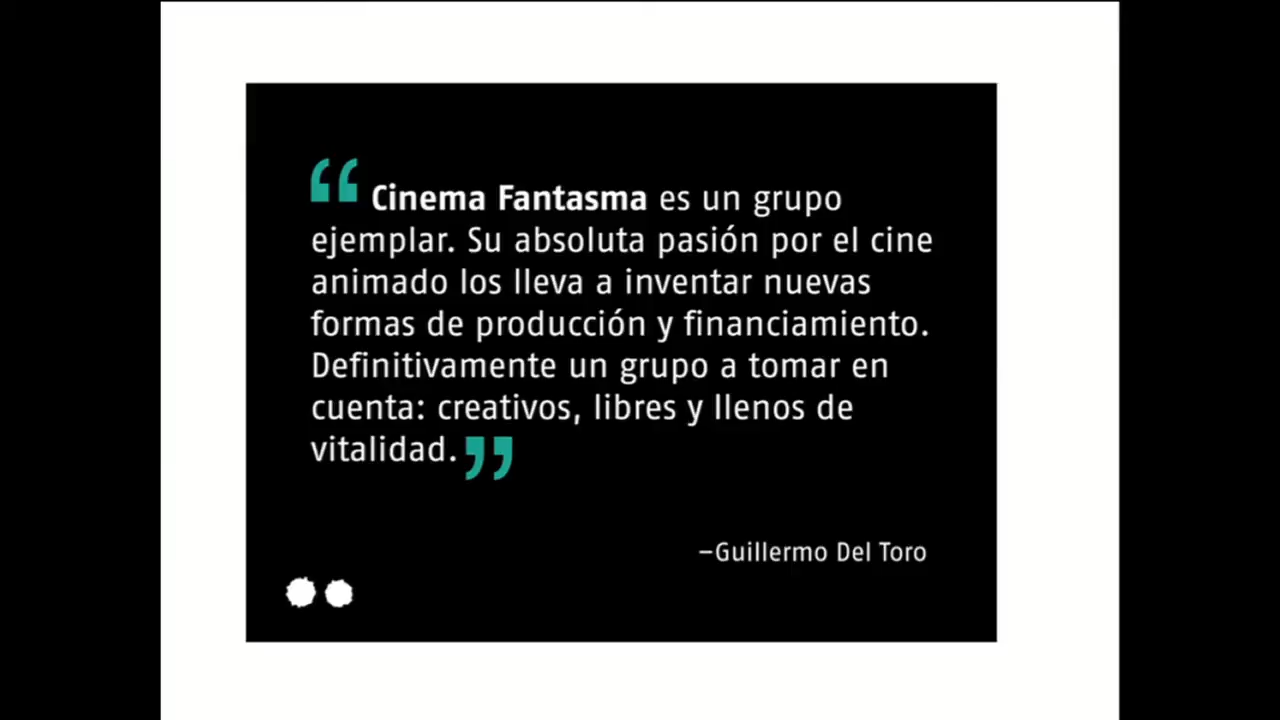 “ Cinema Fantasma es un grupo
ejemplar. Su absoluta pasión por el cine
animado los lleva a inventar nuevas
formas de producción y financiamiento.
Definitivamente un grupo a tomar en
cuenta: creativos, libres y llenos de
vitalidad. ”
–Guillermo Del Toro